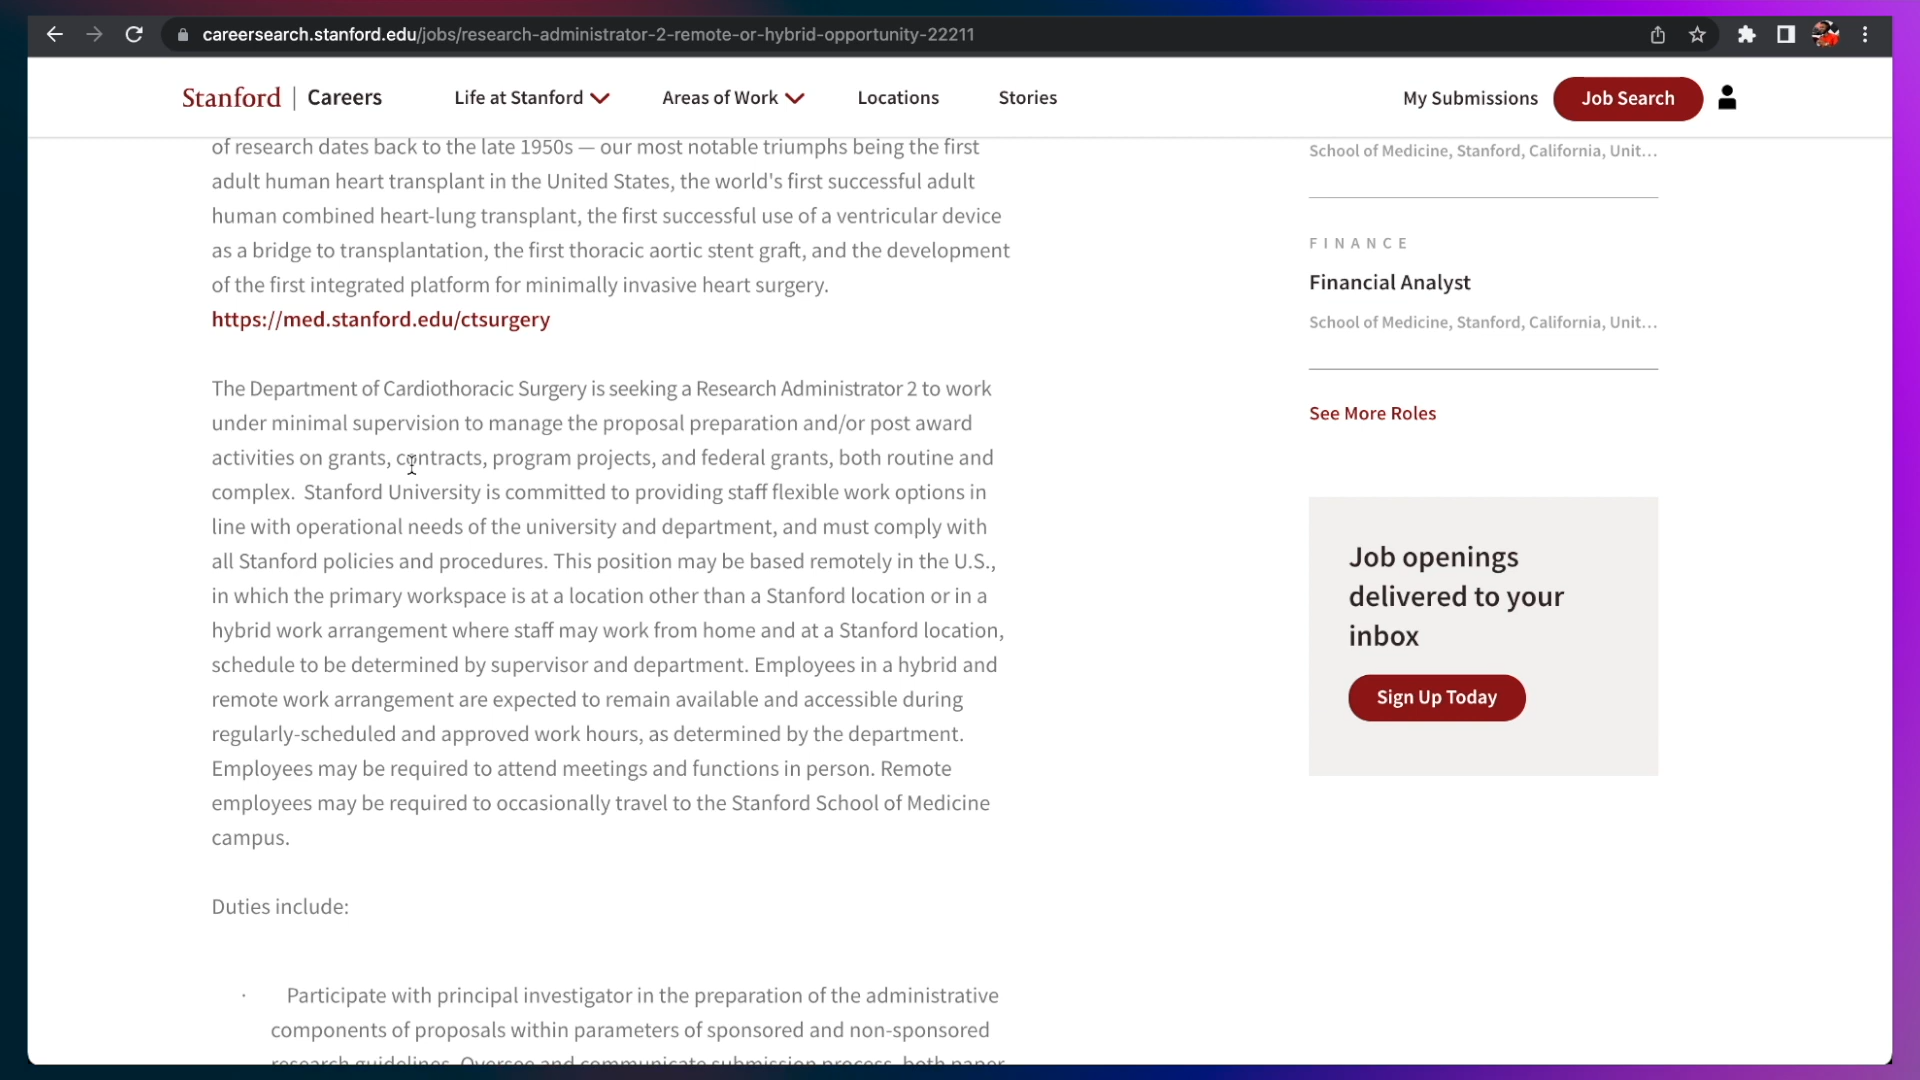 careersearch.stanford.edu/jobs/research-administrator-2-remote-or-hybrid-opportunity-22211
Stanford | Careers
Life at Stanford
Areas of Work
Locations
Stories
My Submissions
Job Search
of research dates back to the late 1950s — our most notable triumphs being the first
adult human heart transplant in the United States, the world's first successful adult
human combined heart-lung transplant, the first successful use of a ventricular device
as a bridge to transplantation, the first thoracic aortic stent graft, and the development
of the first integrated platform for minimally invasive heart surgery.
https://med.stanford.edu/ctsurgery
The Department of Cardiothoracic Surgery is seeking a Research Administrator 2 to work
under minimal supervision to manage the proposal preparation and/or post award
activities on grants, contracts, program projects, and federal grants, both routine and
complex.  Stanford University is committed to providing staff flexible work options in
line with operational needs of the university and department, and must comply with
all Stanford policies and procedures. This position may be based remotely in the U.S.,
in which the primary workspace is at a location other than a Stanford location or in a
hybrid work arrangement where staff may work from home and at a Stanford location,
schedule to be determined by supervisor and department. Employees in a hybrid and
remote work arrangement are expected to remain available and accessible during
regularly-scheduled and approved work hours, as determined by the department.
Employees may be required to attend meetings and functions in person. Remote
employees may be required to occasionally travel to the Stanford School of Medicine
campus.
Duties include:
· Participate with principal investigator in the preparation of the administrative
components of proposals within parameters of sponsored and non-sponsored
research guidelines. Oversee and communicate submission process, both paper
School of Medicine, Stanford, California, Unit...
FINANCE
Financial Analyst
School of Medicine, Stanford, California, Unit...
See More Roles
Job openings
delivered to your
inbox
Sign Up Today